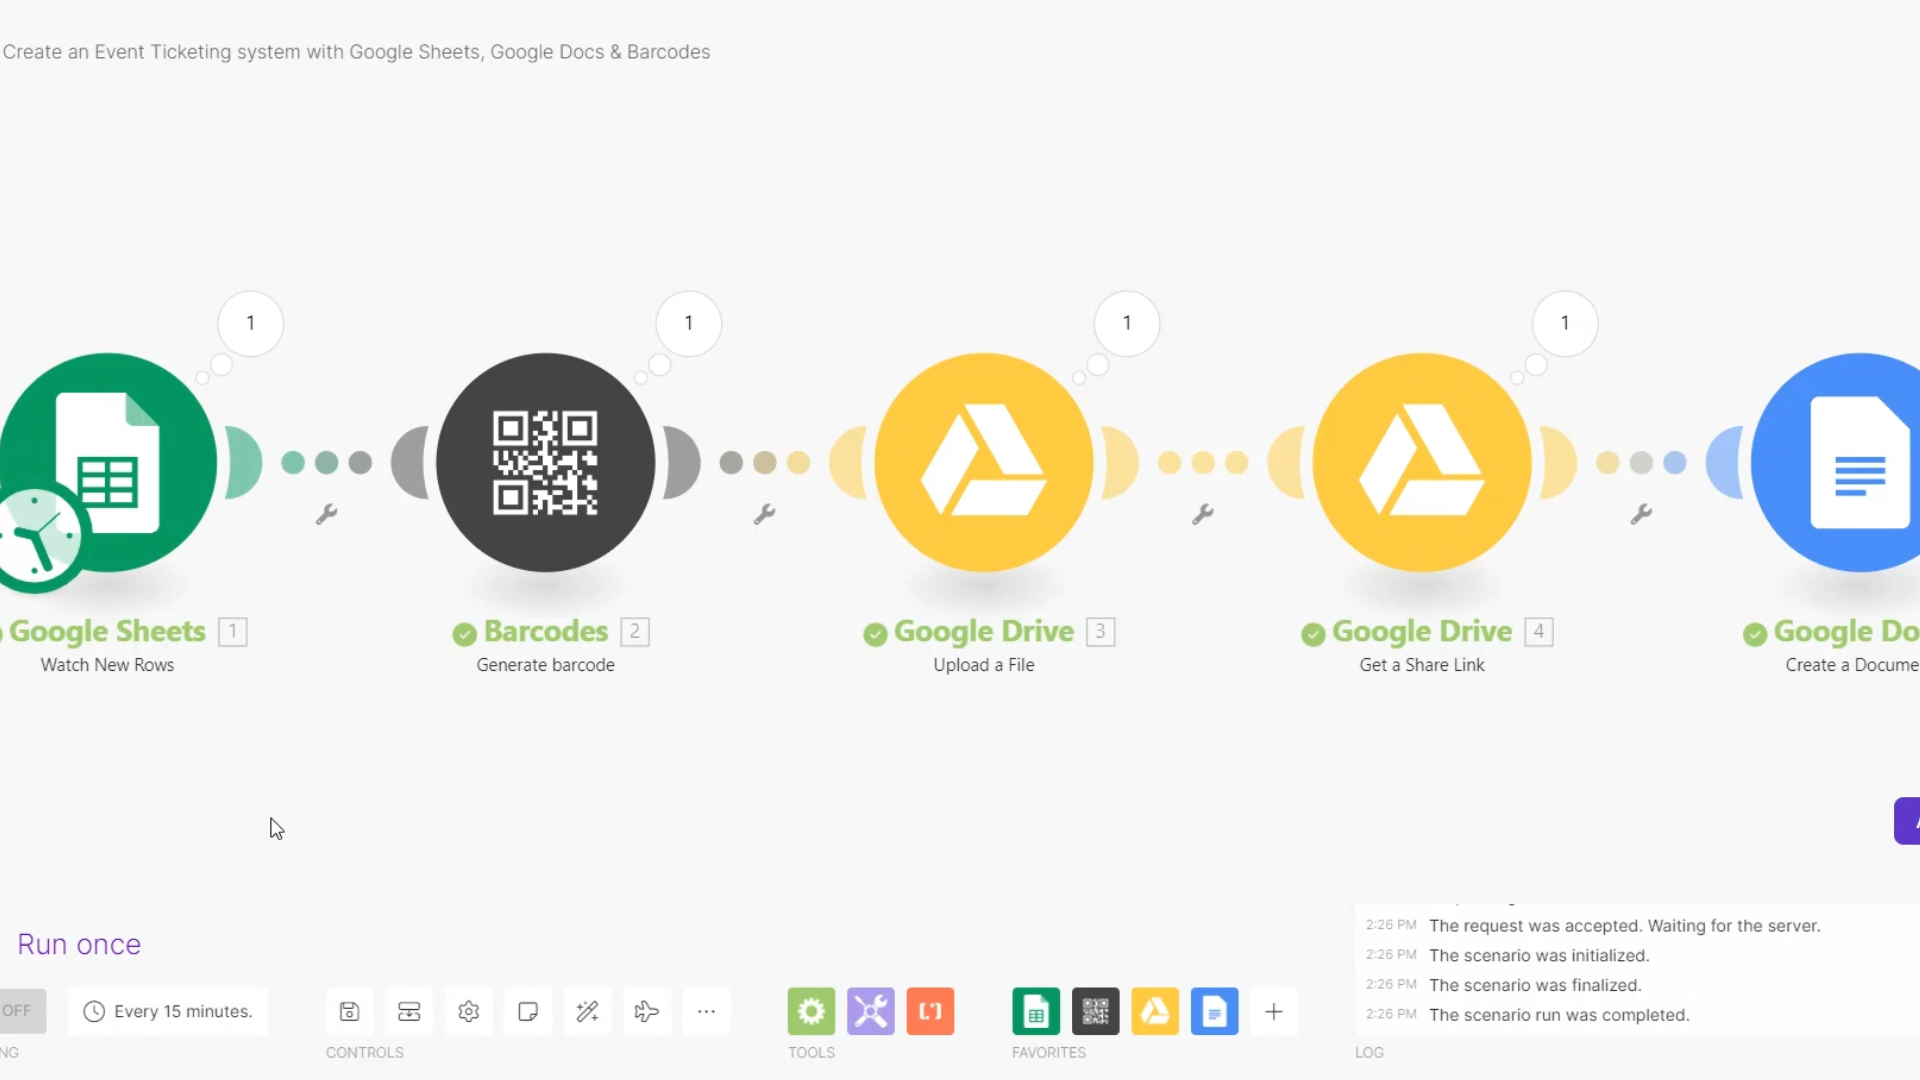 Create an Event Ticketing system with Google Sheets, Google Docs & Barcodes
1
1
1
1
Google Sheets 1
Watch New Rows
Barcodes 2
Generate barcode
Google Drive 3
Upload a File
Google Drive 4
Get a Share Link
Google Do
Create a Docume
Run once
OFF
Every 15 minutes.
NG
CONTROLS
TOOLS
FAVORITES
2:26 PM The request was accepted. Waiting for the server.
2:26 PM The scenario was initialized.
2:26 PM The scenario was finalized.
2:26 PM The scenario run was completed.
LOG